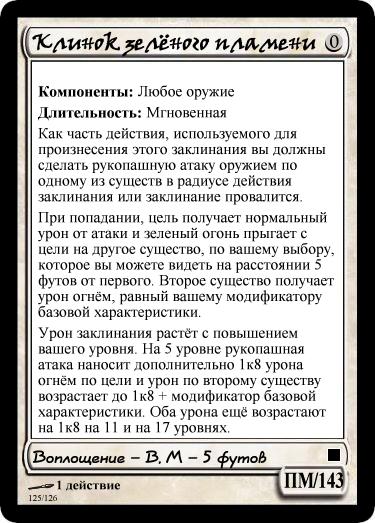 Клинок зелёного пламени 0
Компоненты: Любое оружие
Длительность: Мгновенная
Как часть действия, используемого для
произнесения этого заклинания вы должны
сделать рукопашную атаку оружием по
одному из существ в радиусе действия
заклинания или заклинание провалится.
При попадании, цель получает нормальный
урон от атаки и зеленый огонь прыгает с
цели на другое существо, по вашему выбору,
которое вы можете видеть на расстоянии 5
футов от первого. Второе существо получает
урон огнём, равный вашему модификатору
базовой характеристики.
Урон заклинания растёт с повышением
вашего уровня. На 5 уровне рукопашная
атака наносит дополнительно 1к8 урона
огнём по цели и урон по второму существу
возрастает до 1к8 + модификатор базовой
характеристики. Оба урона ещё возрастают
на 1к8 на 11 и на 17 уровнях.
Воплощение – В, М – 5 футов
1 действие
ПМ/143
125/126